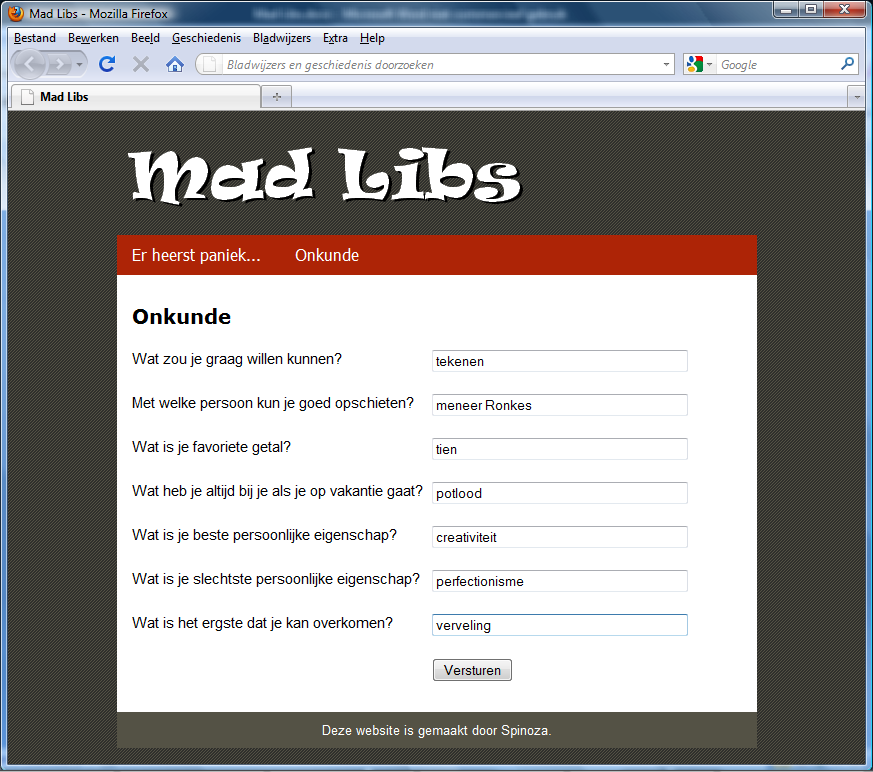 Mad Libs - Mozilla Firefox
Bestand Bewerken Beeld Geschiedenis Bladwijzers Extra Help
Bladwijzers en geschiedenis doorzoeken Google
Mad Libs
Mad Libs
Er heerst paniek... Onkunde
Onkunde
Wat zou je graag willen kunnen? tekenen
Met welke persoon kun je goed opschieten? meneer Ronkes
Wat is je favoriete getal? tien
Wat heb je altijd bij je als je op vakantie gaat? potlood
Wat is je beste persoonlijke eigenschap? creativiteit
Wat is je slechtste persoonlijke eigenschap? perfectionisme
Wat is het ergste dat je kan overkomen? verveling
Versturen
Deze website is gemaakt door Spinoza.